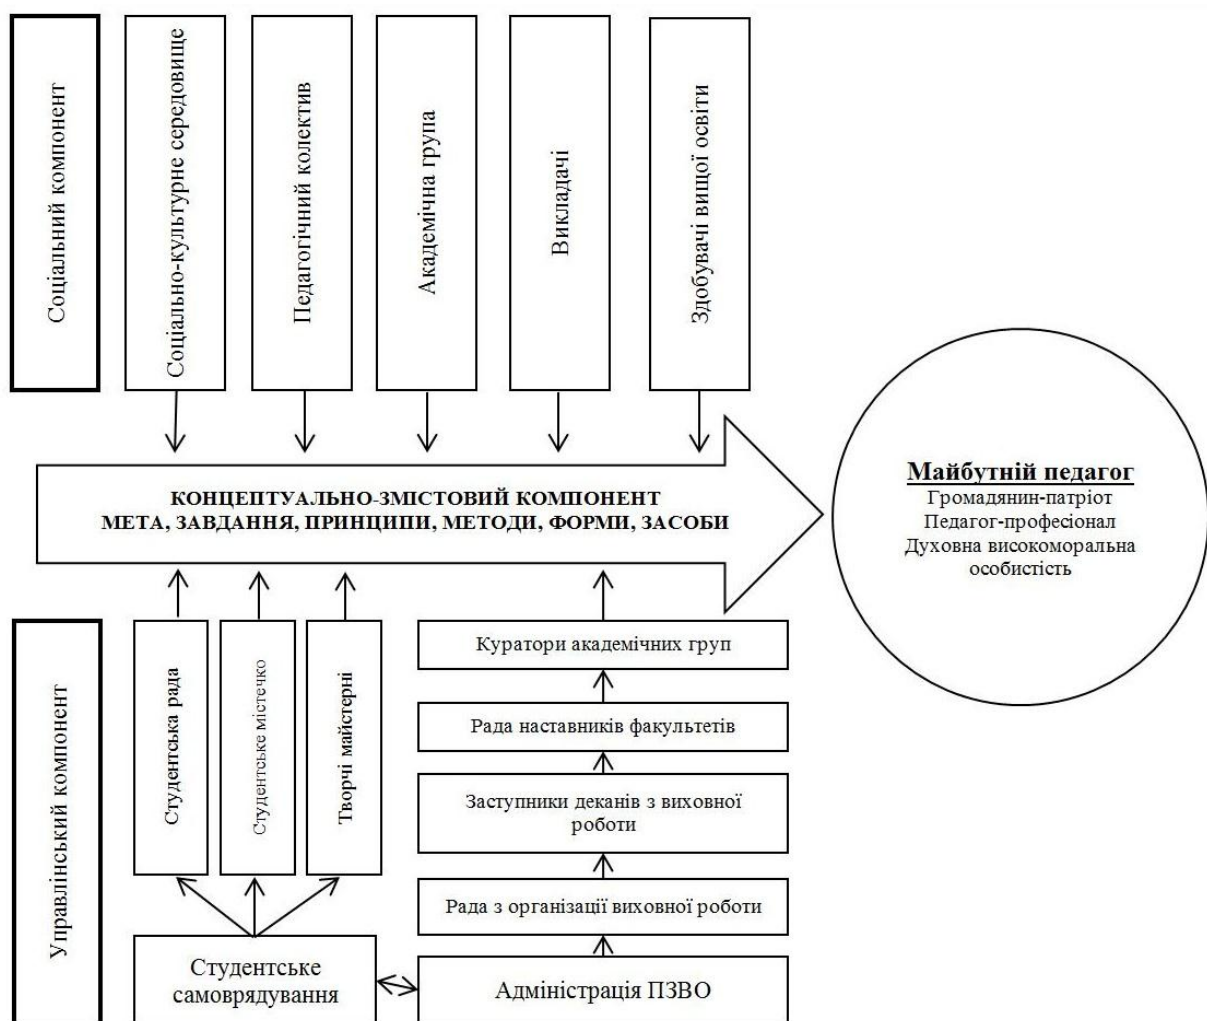 Соціальний компонент
Соціально-культурне середовище
Педагогічний колектив
Академічна група
Викладачі
Здобувачі вищої освіти
КОНЦЕПТУАЛЬНО-ЗМІСТОВИЙ КОМПОНЕНТ
МЕТА, ЗАВДАННЯ, ПРИНЦИПИ, МЕТОДИ, ФОРМИ, ЗАСОБИ
Майбутній педагог
Громадянин-патріот
Педагог-професіонал
Духовна високоморальна
особистість
Управлінський компонент
Студентська рада
Студентське містечко
Творчі майстерні
Куратори академічних груп
Рада наставників факультетів
Заступники деканів з виховної
роботи
Рада з організації виховної роботи
Студентське
самоврядування
Адміністрація ПЗВО